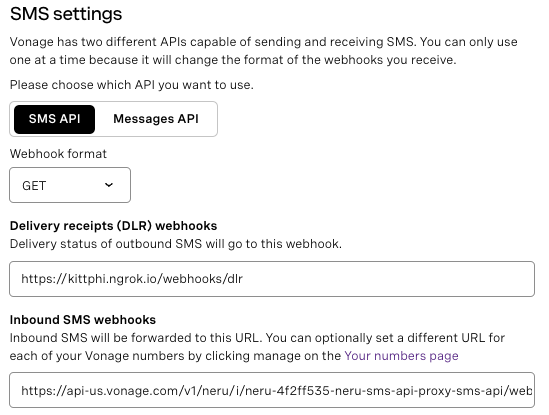 SMS settings
Vonage has two different APIs capable of sending and receiving SMS. You can only use
one at a time because it will change the format of the webhooks you receive.
Please choose which API you want to use.
SMS API Messages API
Webhook format
GET
Delivery receipts (DLR) webhooks
Delivery status of outbound SMS will go to this webhook.
https://kittphi.ngrok.io/webhooks/dlr
Inbound SMS webhooks
Inbound SMS will be forwarded to this URL. You can optionally set a different URL for
each of your Vonage numbers by clicking manage on the Your numbers page
https://api-us.vonage.com/v1/neru/i/neru-4f2ff535-neru-sms-api-proxy-sms-api/web